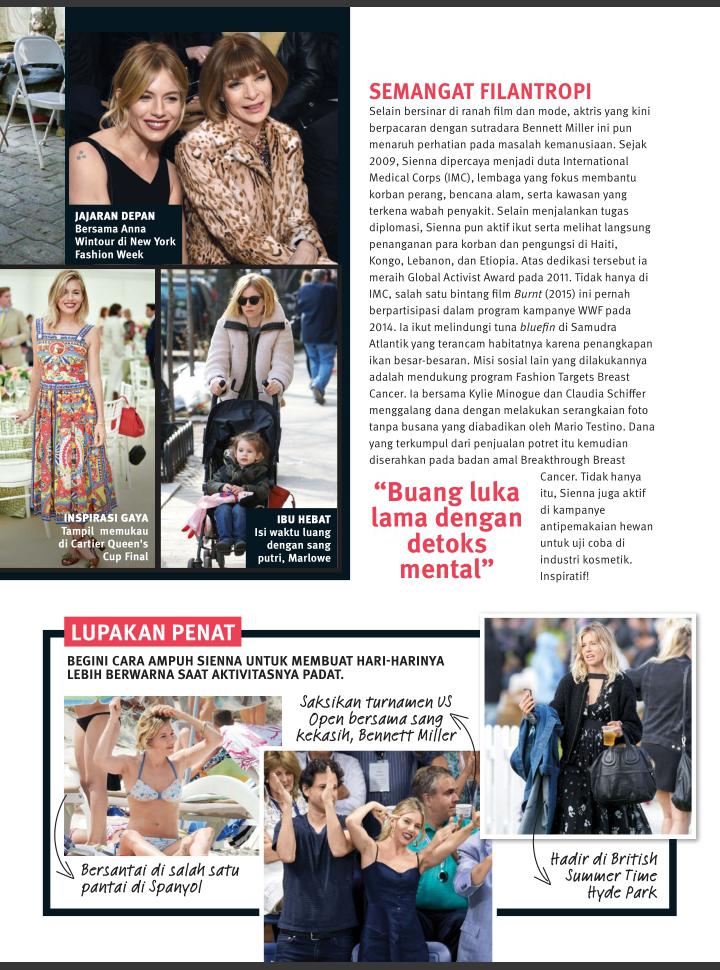 JAJARAN DEPAN
Bersama Anna
Wintour di New York
Fashion Week
INSPIRASI GAYA
Tampil memukau
di Cartier Queen's
Cup Final
IBU HEBAT
Isi waktu luang
dengan sang
putri, Marlowe
SEMANGAT FILANTROPI
Selain bersinar di ranah film dan mode, aktris yang kini
berpacaran dengan sutradara Bennett Miller ini pun
menaruh perhatian pada masalah kemanusiaan. Sejak
2009, Sienna dipercaya menjadi duta International
Medical Corps (IMC), lembaga yang fokus membantu
korban perang, bencana alam, serta kawasan yang
terkena wabah penyakit. Selain menjalankan tugas
diplomasi, Sienna pun aktif ikut serta melihat langsung
penanganan para korban dan pengungsi di Haiti,
Kongo, Lebanon, dan Etiopia. Atas dedikasi tersebut ia
meraih Global Activist Award pada 2011. Tidak hanya di
IMC, salah satu bintang film Burnt (2015) ini pernah
berpartisipasi dalam program kampanye WWF pada
2014. Ia ikut melindungi tuna bluefin di Samudra
Atlantik yang terancam habitatnya karena penangkapan
ikan besar-besaran. Misi sosial lain yang dilakukannya
adalah mendukung program Fashion Targets Breast
Cancer. Ia bersama Kylie Minogue dan Claudia Schiffer
menggalang dana dengan melakukan serangkaian foto
tanpa busana yang diabadikan oleh Mario Testino. Dana
yang terkumpul dari penjualan potret itu kemudian
diserahkan pada badan amal Breakthrough Breast
Cancer. Tidak hanya
itu, Sienna juga aktif
di kampanye
antipemakaian hewan
untuk uji coba di
industri kosmetik.
Inspiratif!
“Buang luka
lama dengan
detoks
mental”
LUPAKAN PENAT
BEGINI CARA AMPUH SIENNA UNTUK MEMBUAT HARI-HARINYA
LEBIH BERWARNA SAAT AKTIVITASNYA PADAT.
Saksikan turnamen US
Open bersama sang
kekasih, Bennett Miller
Bersantai di salah satu
pantai di Spanyol
Hadir di British
Summer Time
Hyde Park